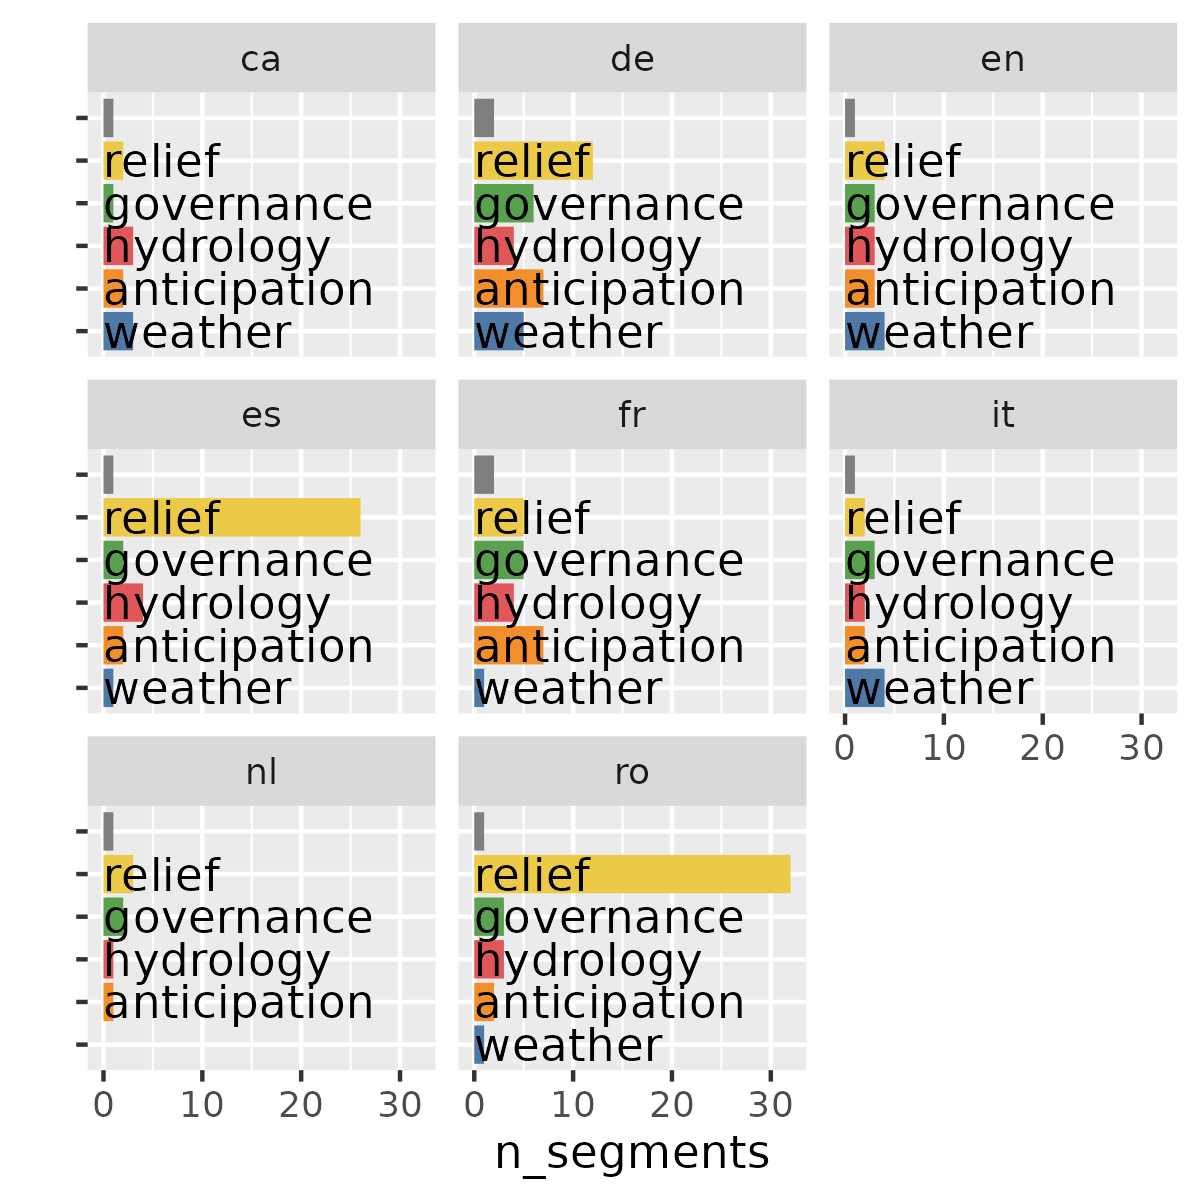 ca
relief
governance
hydrology
anticipation
weather
de
relief
governance
hydrology
anticipation
weather
en
relief
governance
hydrology
anticipation
weather
es
relief
governance
hydrology
anticipation
weather
fr
relief
governance
hydrology
anticipation
weather
it
relief
governance
hydrology
anticipation
weather
0 10 20 30
nl
relief
governance
hydrology
anticipation
0 10 20 30
ro
relief
governance
hydrology
anticipation
weather
0 10 20 30
n_segments